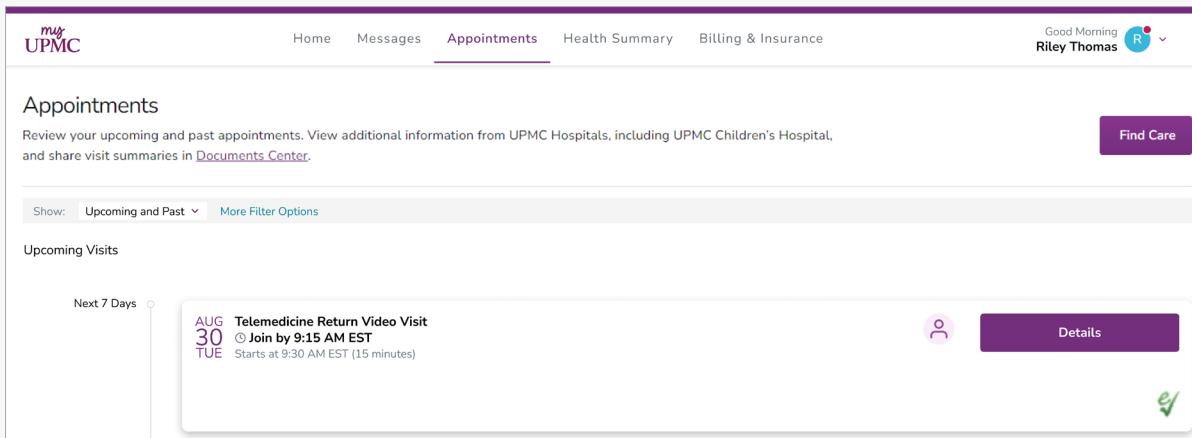 my
UPMC
Home Messages Appointments Health Summary Billing & Insurance
Good Morning
Riley Thomas
R
Appointments
Review your upcoming and past appointments. View additional information from UPMC Hospitals, including UPMC Children's Hospital,
and share visit summaries in Documents Center.
Find Care
Show: Upcoming and Past More Filter Options
Upcoming Visits
Next 7 Days
AUG
30
TUE
Telemedicine Return Video Visit
Join by 9:15 AM EST
Starts at 9:30 AM EST (15 minutes)
Details
e